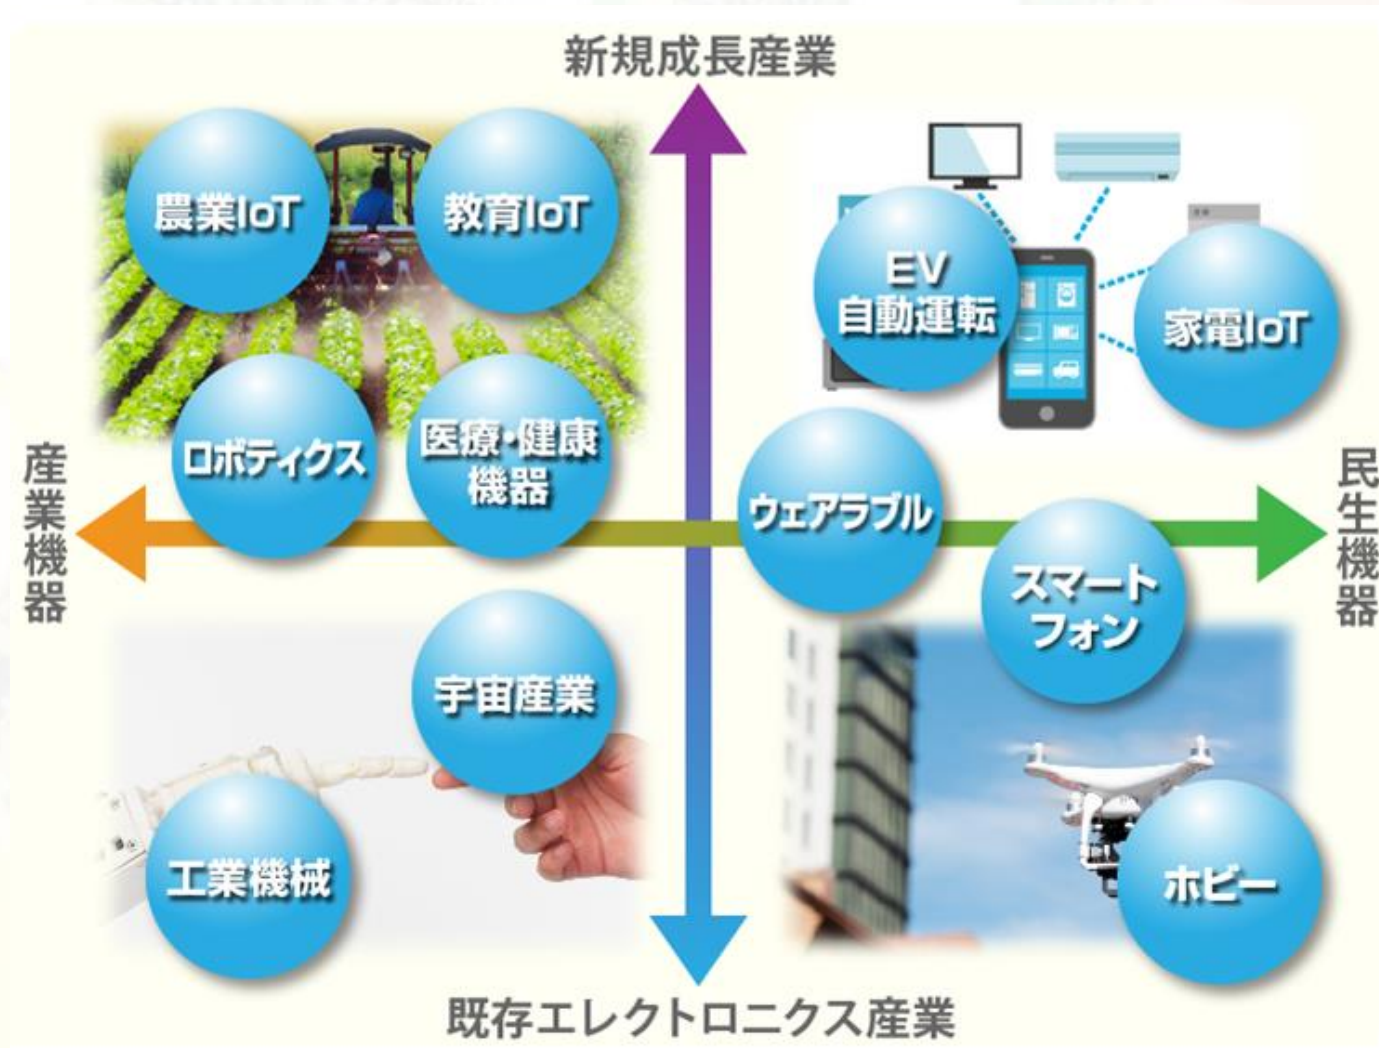 新規成長産業
農業IoT
教育IoT
EV
自動運転
家電IoT
ロボティクス
医療・健康
機器
ウェアラブル
産業機器
民生機器
スマート
フォン
宇宙産業
工業機械
ホビー
既存エレクトロニクス産業